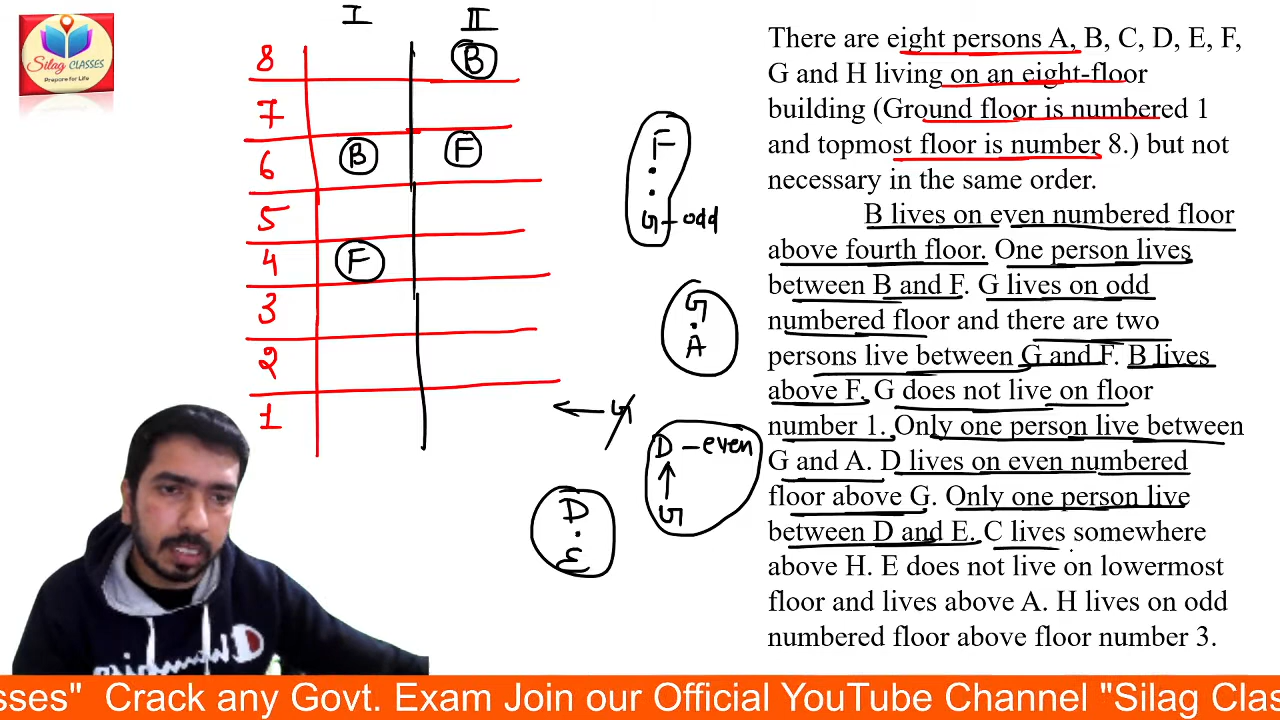 Silag CLASSES
Prepare for Life
I II
8 B
7
6 B F
5
4 F
3
2
1
F
G - odd
G
A
G
D - even
G
D
E
There are eight persons A, B, C, D, E, F,
G and H living on an eight-floor
building (Ground floor is numbered 1
and topmost floor is number 8.) but not
necessary in the same order.
B lives on even numbered floor
above fourth floor. One person lives
between B and F. G lives on odd
numbered floor and there are two
persons live between G and F. B lives
above F. G does not live on floor
number 1. Only one person live between
G and A. D lives on even numbered
floor above G. Only one person live
between D and E. C lives somewhere
above H. E does not live on lowermost
floor and lives above A. H lives on odd
numbered floor above floor number 3.
sses" Crack any Govt. Exam Join our Official YouTube Channel "Silag Clas